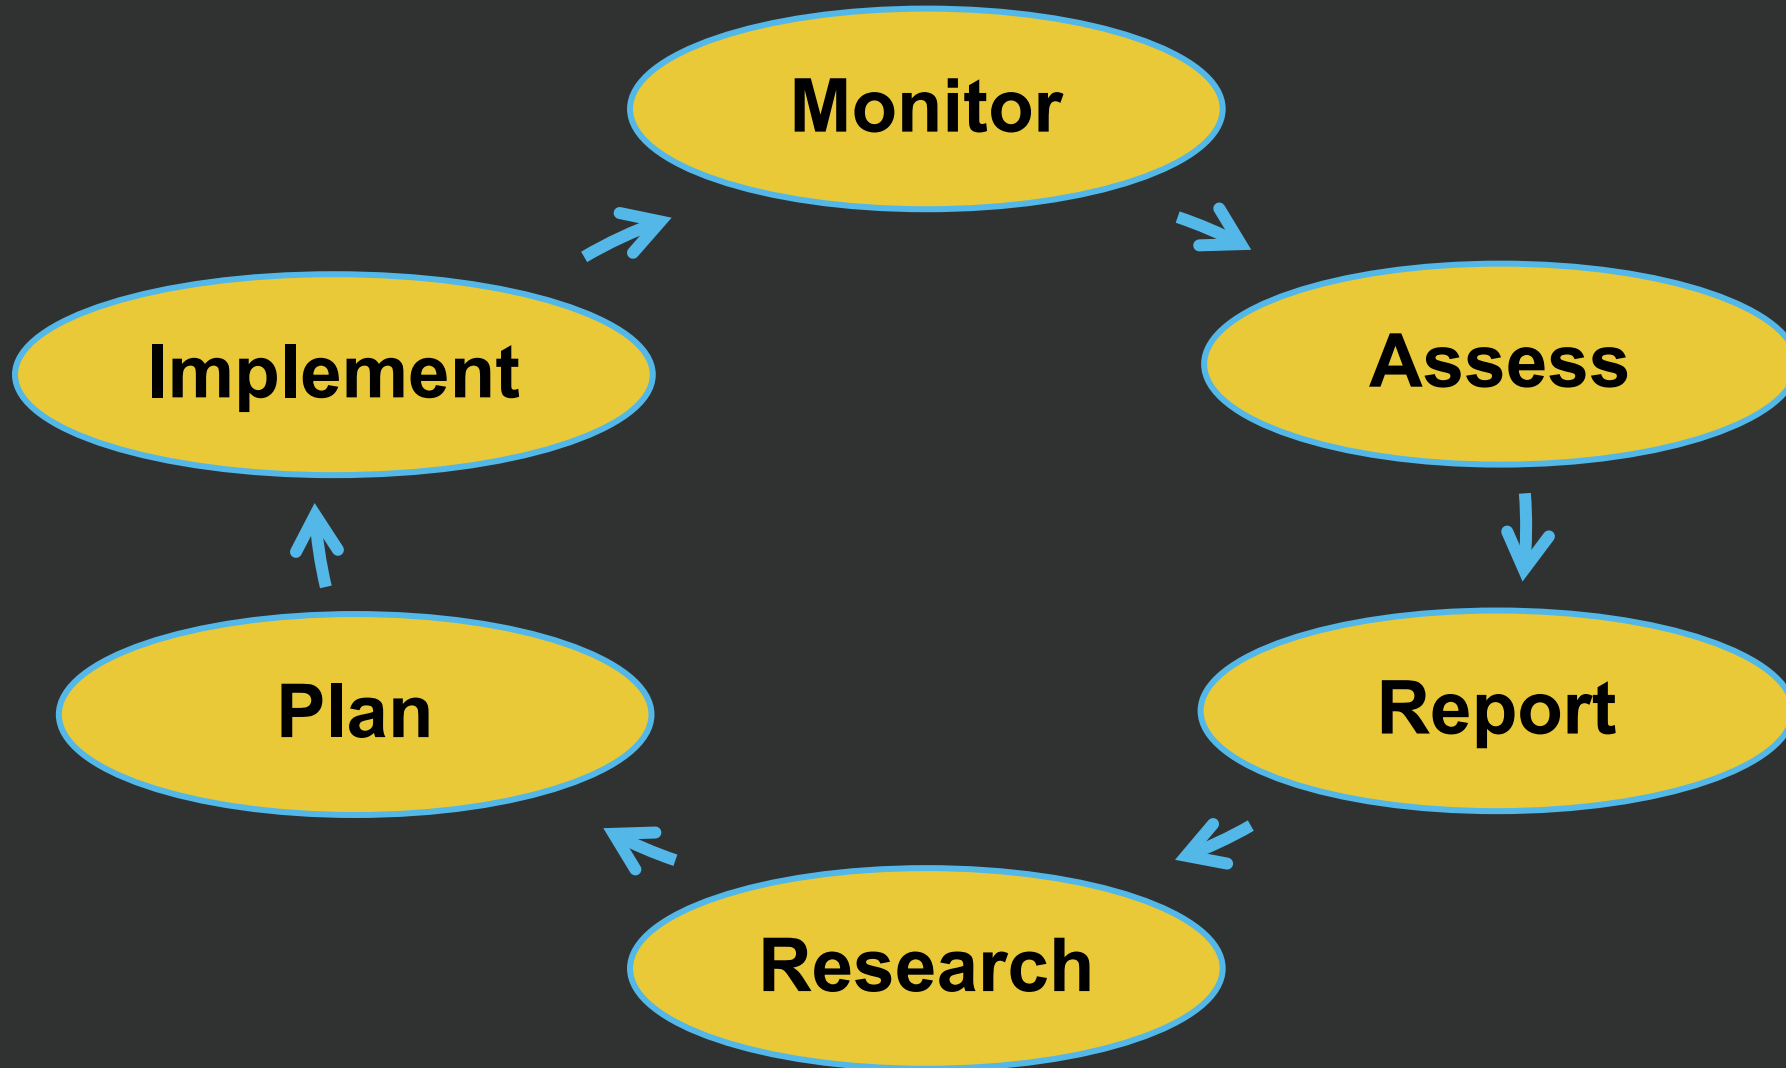 Monitor
Assess
Report
Research
Plan
Implement